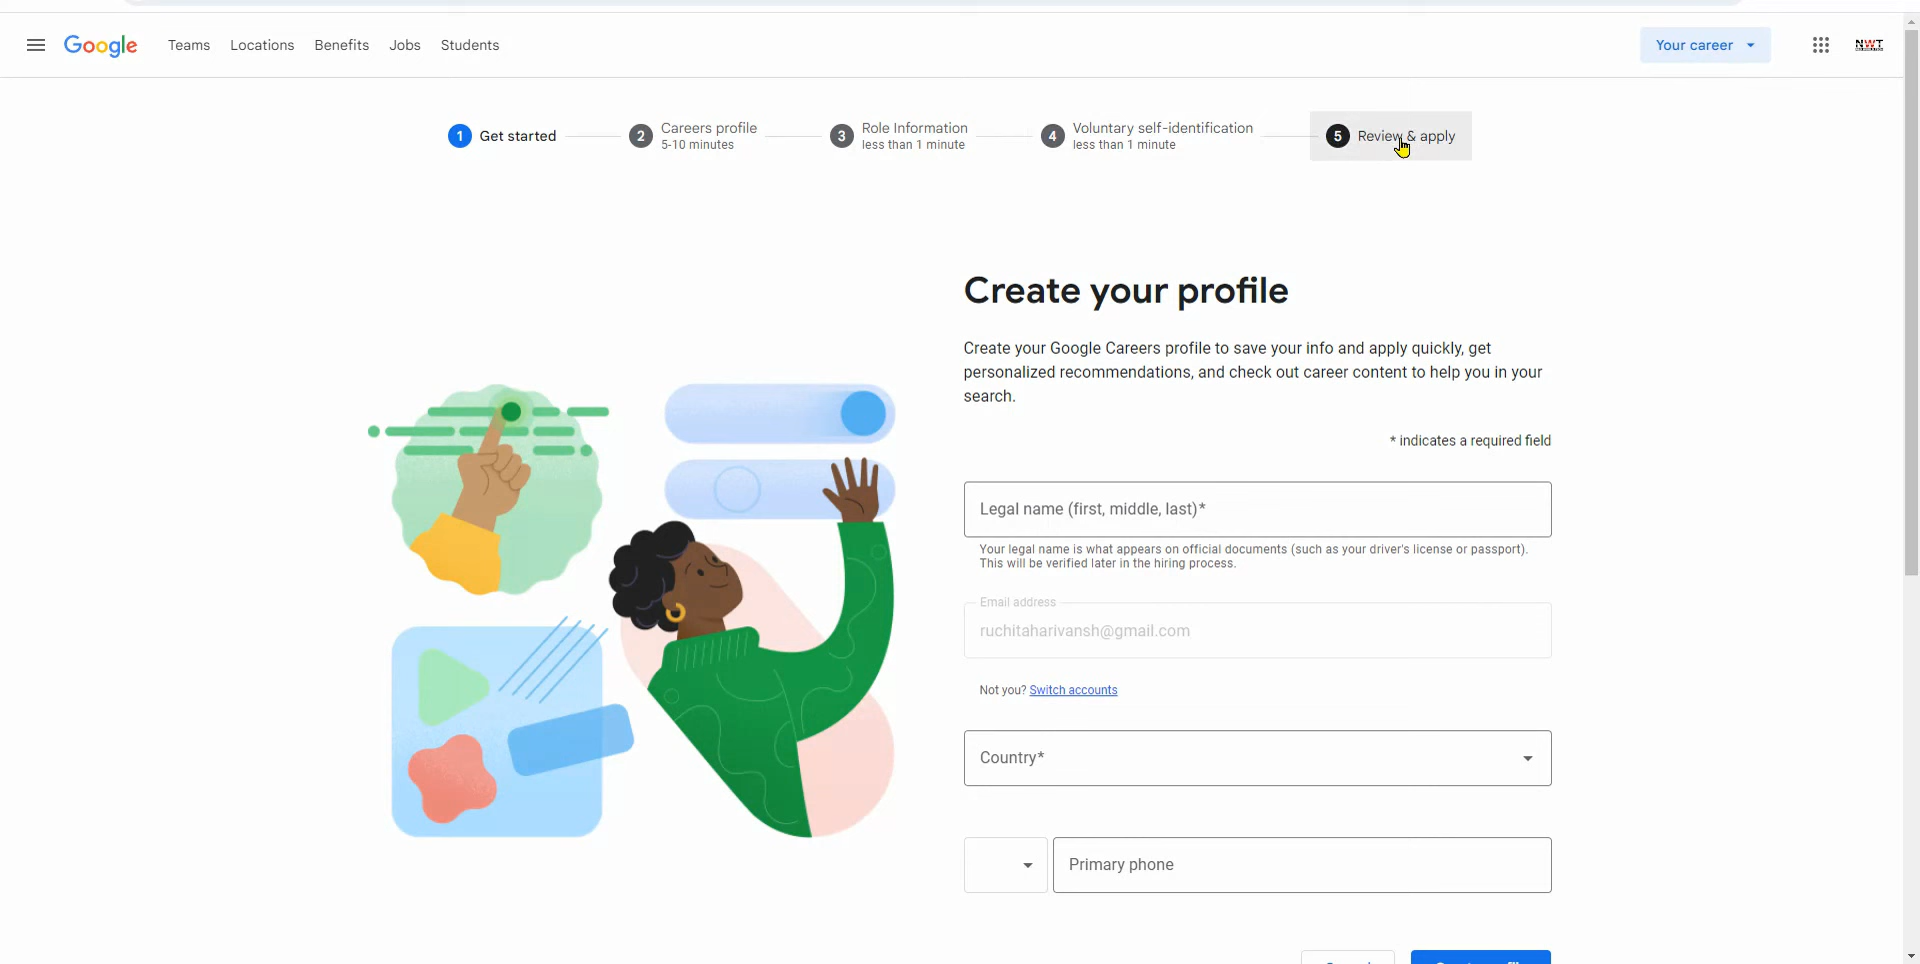 Google Teams Locations Benefits Jobs Students Your career NWT
1 Get started 2 Careers profile 3 Role Information 4 Voluntary self-identification 5 Review & apply
5-10 minutes less than 1 minute less than 1 minute
Create your profile
Create your Google Careers profile to save your info and apply quickly, get
personalized recommendations, and check out career content to help you in your
search.
* indicates a required field
Legal name (first, middle, last)*
Your legal name is what appears on official documents (such as your driver's license or passport).
This will be verified later in the hiring process.
Email address
ruchitaharivansh@gmail.com
Not you? Switch accounts
Country*
Primary phone